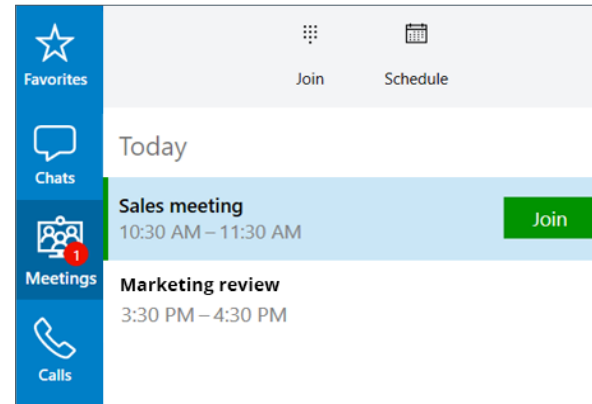 Favorites
Chats
1
Meetings
Calls
Join
Schedule
Today
Sales meeting
10:30 AM – 11:30 AM
Join
Marketing review
3:30 PM – 4:30 PM